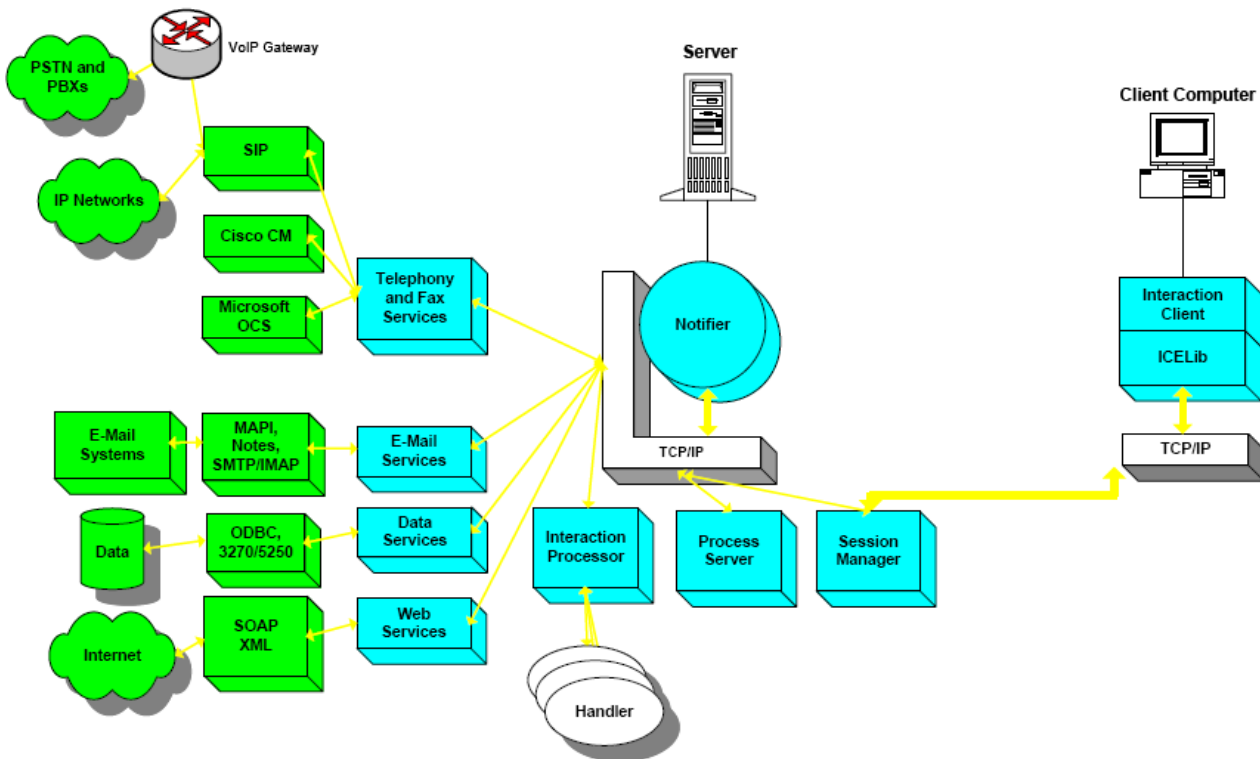 VoIP Gateway
PSTN and
PBXs
Server
Client Computer
SIP
IP Networks
Cisco CM
Telephony
and Fax
Services
Microsoft
OCS
Notifier
Interaction
Client
ICELib
E-Mail
Systems
MAPI,
Notes,
SMTP/IMAP
E-Mail
Services
TCP/IP
TCP/IP
Data
ODBC,
3270/5250
Data
Services
Interaction
Processor
Process
Server
Session
Manager
Internet
SOAP
XML
Web
Services
Handler